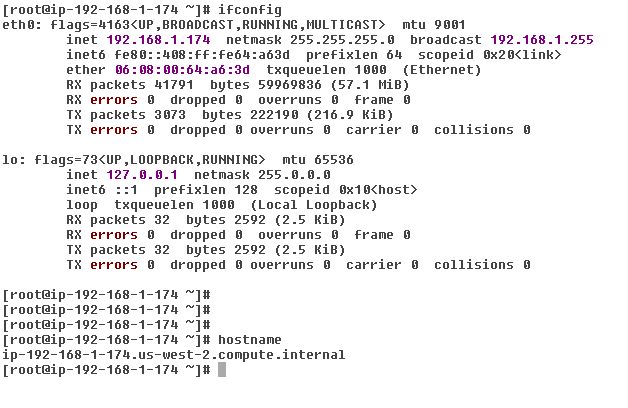 [root@ip-192-168-1-174 ~]# ifconfig
eth0: flags=4163<UP,BROADCAST,RUNNING,MULTICAST>  mtu 9001
        inet 192.168.1.174  netmask 255.255.255.0  broadcast 192.168.1.255
        inet6 fe80::408:ff:fe64:a63d  prefixlen 64  scopeid 0x20<link>
        ether 06:08:00:64:a6:3d  txqueuelen 1000  (Ethernet)
        RX packets 41791  bytes 59969836 (57.1 MiB)
        RX errors 0  dropped 0  overruns 0  frame 0
        TX packets 3073  bytes 222190 (216.9 KiB)
        TX errors 0  dropped 0 overruns 0  carrier 0  collisions 0

lo: flags=73<UP,LOOPBACK,RUNNING>  mtu 65536
        inet 127.0.0.1  netmask 255.0.0.0
        inet6 ::1  prefixlen 128  scopeid 0x10<host>
        loop  txqueuelen 1000  (Local Loopback)
        RX packets 32  bytes 2592 (2.5 KiB)
        RX errors 0  dropped 0  overruns 0  frame 0
        TX packets 32  bytes 2592 (2.5 KiB)
        TX errors 0  dropped 0 overruns 0  carrier 0  collisions 0

[root@ip-192-168-1-174 ~]#
[root@ip-192-168-1-174 ~]#
[root@ip-192-168-1-174 ~]#
[root@ip-192-168-1-174 ~]# hostname
ip-192-168-1-174.us-west-2.compute.internal
[root@ip-192-168-1-174 ~]#